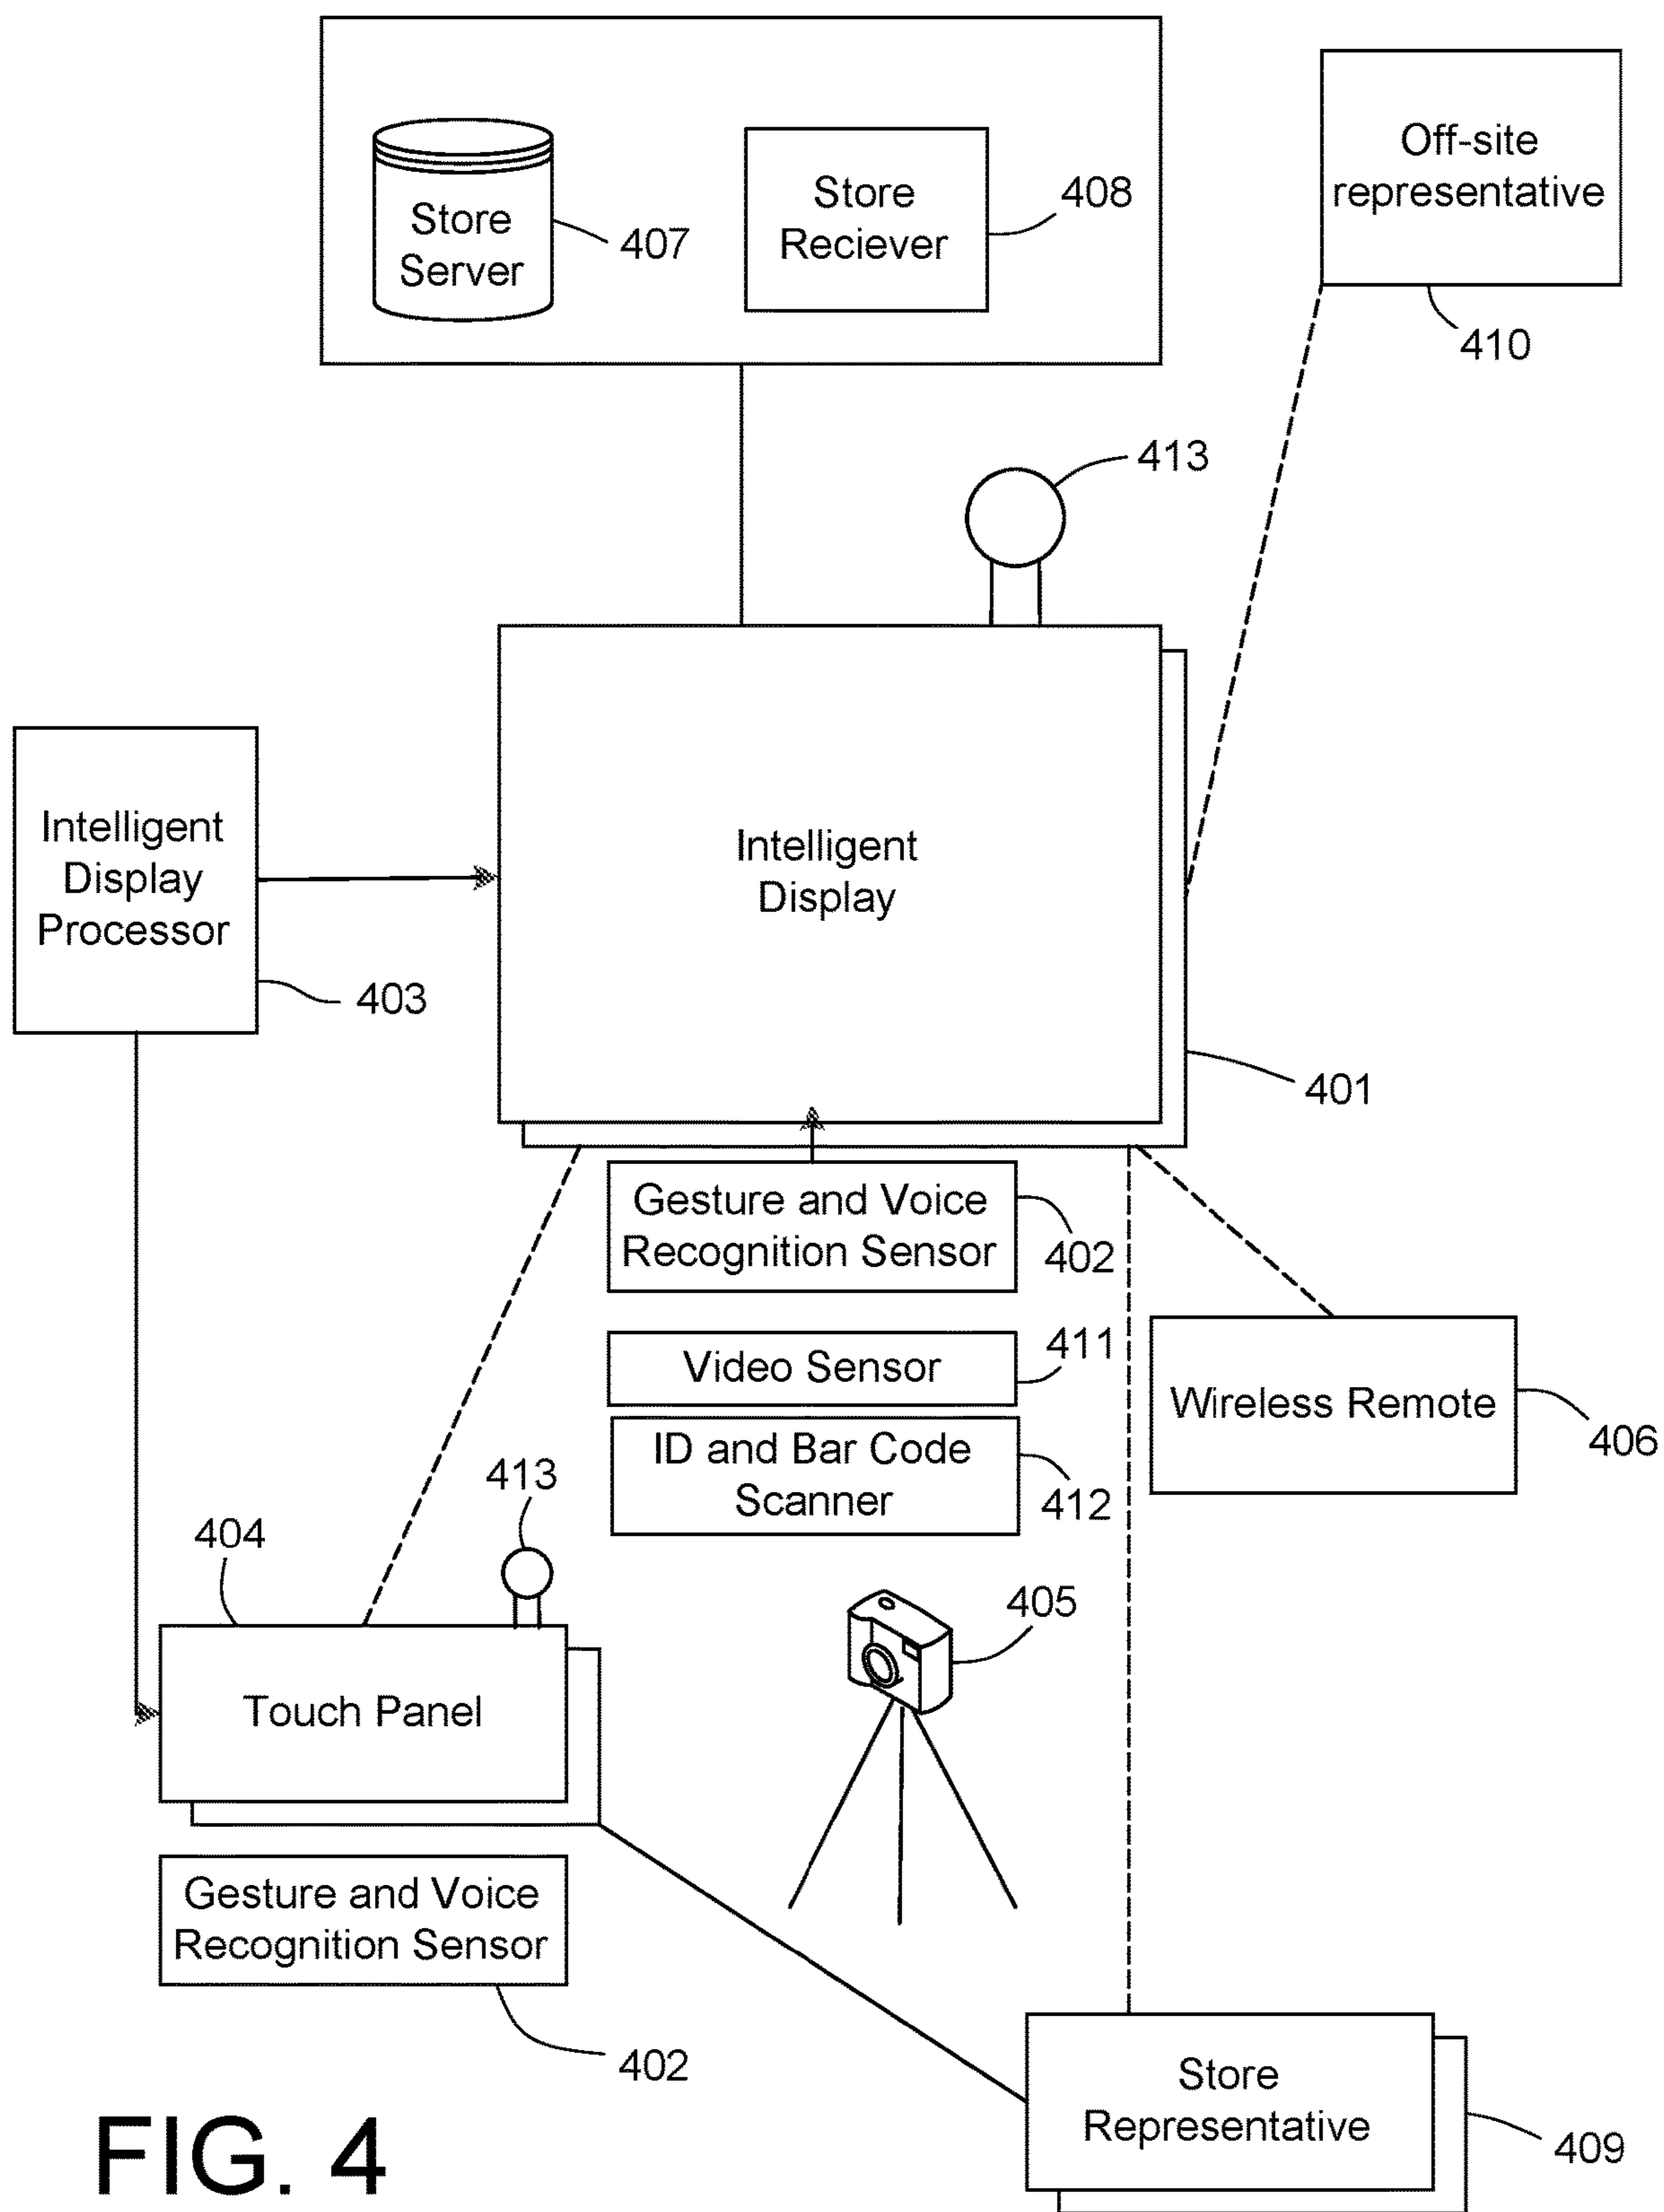 Store
Server
407
Store
Reciever
408
Off-site
representative
410
413
Intelligent
Display
Processor
403
Intelligent
Display
401
Gesture and Voice
Recognition Sensor
402
Video Sensor
411
ID and Bar Code
Scanner
412
Wireless Remote
406
413
404
Touch Panel
405
Gesture and Voice
Recognition Sensor
402
Store
Representative
409
FIG. 4